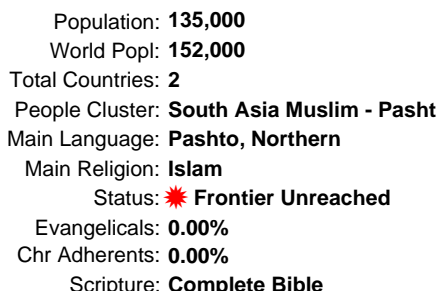 Population: 135,000
World Popl: 152,000
Total Countries: 2
People Cluster: South Asia Muslim - Pasht
Main Language: Pashto, Northern
Main Religion: Islam
Status: Frontier Unreached
Evangelicals: 0.00%
Chr Adherents: 0.00%
Scripture: Complete Bible